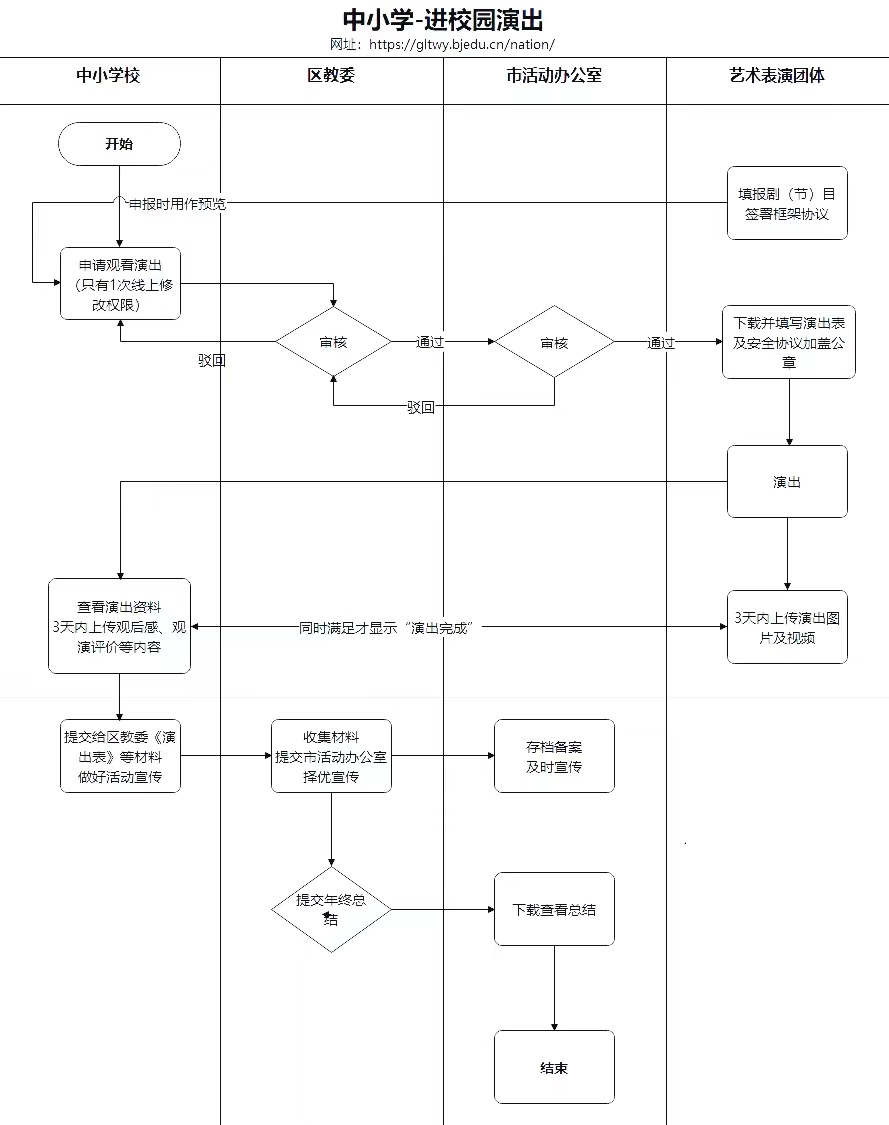 中小学-进校园演出
网址：https://gltwy.bjedu.cn/nation/
中小学校
区教委
市活动办公室
艺术表演团体
开始
申报时用作预览
填报剧（节）目
签署框架协议
申请观看演出
（只有1次线上修
改权限）
审核
通过
审核
通过
下载并填写演出表
及安全协议加盖公
章
驳回
驳回
演出
查看演出资料
3天内上传观后感、观
演评价等内容
同时满足才显示“演出完成”
3天内上传演出图
片及视频
提交给区教委《演
出表》等材料
做好活动宣传
收集材料
提交市活动办公室
择优宣传
存档备案
及时宣传
提交年终总
结
下载查看总结
结束